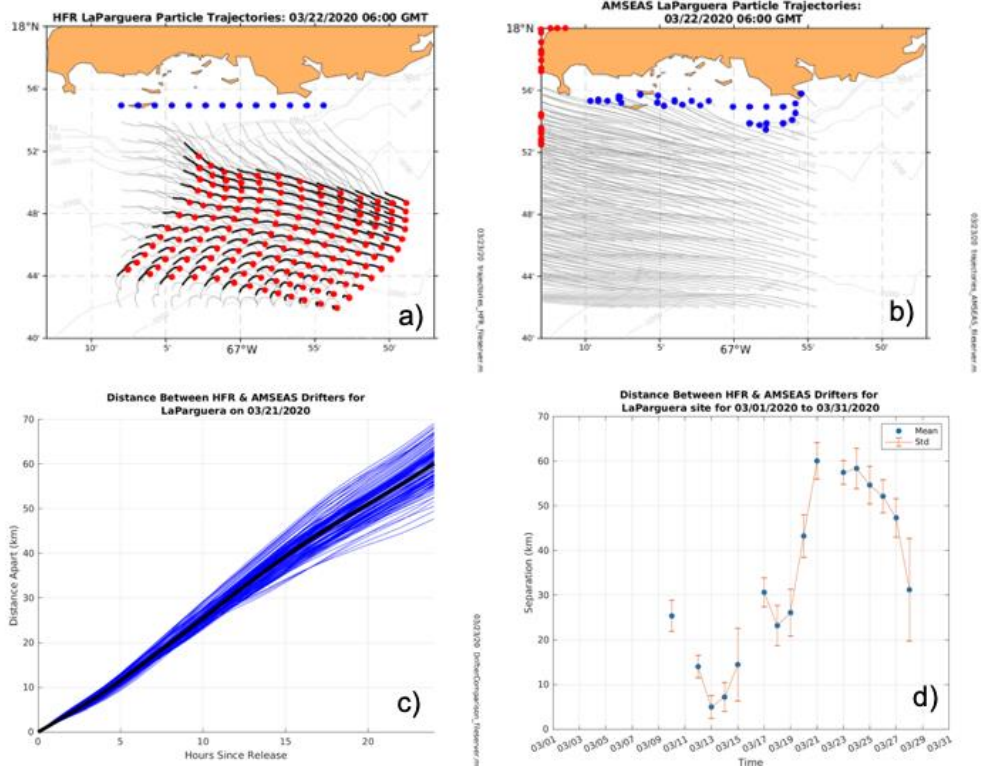 HFR LaParguera Particle Trajectories: 03/22/2020 06:00 GMT
18°N
56'
52'
48'
44'
40'
10'
5'
67°W
55'
50'
a)
AMSEAS LaParguera Particle Trajectories:
03/22/2020 06:00 GMT
18°N
56'
52'
48'
44'
40'
10'
5'
67°W
55'
50'
b)
Distance Between HFR & AMSEAS Drifters for
LaParguera on 03/21/2020
70
60
50
40
30
20
10
0
Distance Apart (km)
0
5
10
15
20
Hours Since Release
c)
Distance Between HFR & AMSEAS Drifters for
LaParguera site for 03/01/2020 to 03/31/2020
Mean
Std
70
60
50
40
30
20
10
0
Separation (km)
03/01
03/03
03/05
03/07
03/09
03/11
03/13
03/15
03/17
03/19
03/21
03/23
03/25
03/27
03/29
03/31
Time
d)